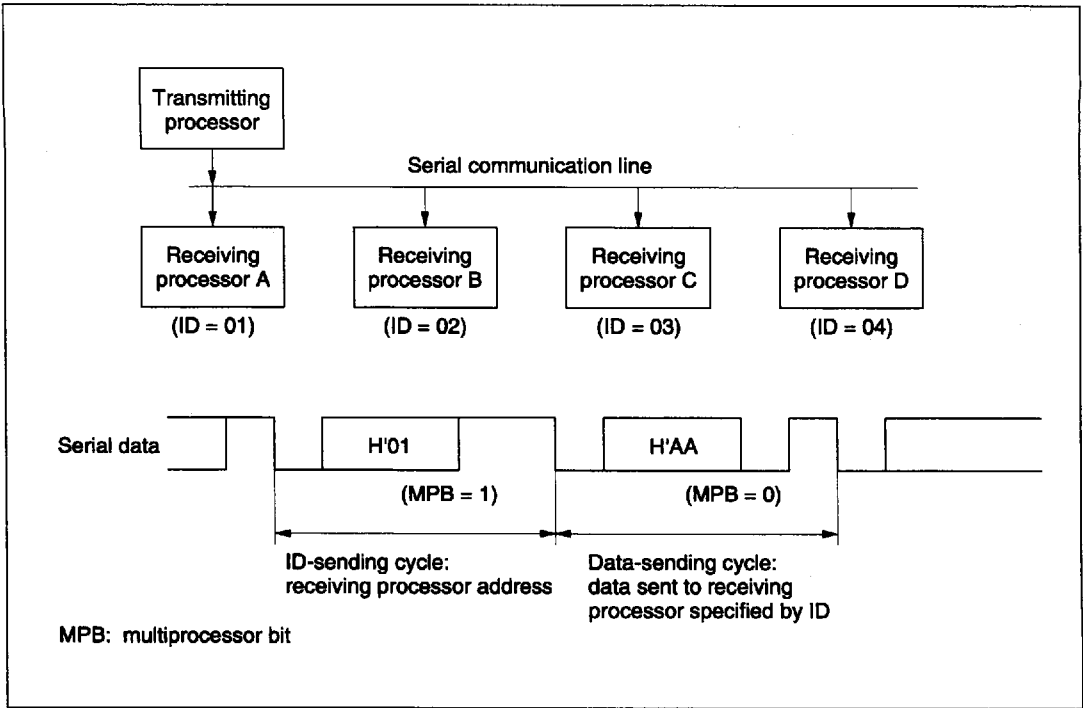 Transmitting
processor
Serial communication line
Receiving
processor A
Receiving
processor B
Receiving
processor C
Receiving
processor D
(ID = 01)
(ID = 02)
(ID = 03)
(ID = 04)
Serial data
H'01
H'AA
(MPB = 1)
(MPB = 0)
ID-sending cycle:
receiving processor address
Data-sending cycle:
data sent to receiving
processor specified by ID
MPB: multiprocessor bit